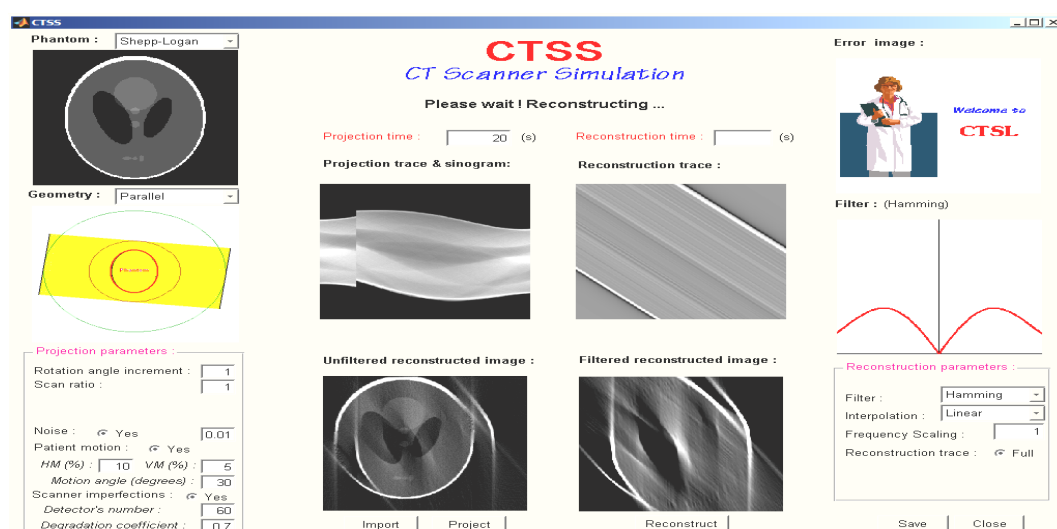 CTSS
Phantom : Shepp-Logan
Geometry : Parallel
Phantom
Projection parameters :
Rotation angle increment : 1
Scan ratio : 1
Noise : Yes 0.01
Patient motion : Yes
HM (%) : 10 VM (%) : 5
Motion angle (degrees) : 30
Scanner imperfections : Yes
Detector's number : 60
Degradation coefficient : 0.7
CTSS
CT Scanner Simulation
Please wait ! Reconstructing ...
Projection time : 20 (s)
Reconstruction time : (s)
Projection trace & sinogram:
Reconstruction trace :
Unfiltered reconstructed image :
Filtered reconstructed image :
Import
Project
Reconstruct
Error image :
Welcome to
CTSL
Filter : (Hamming)
Reconstruction parameters :
Filter : Hamming
Interpolation : Linear
Frequency Scaling : 1
Reconstruction trace : Full
Save
Close